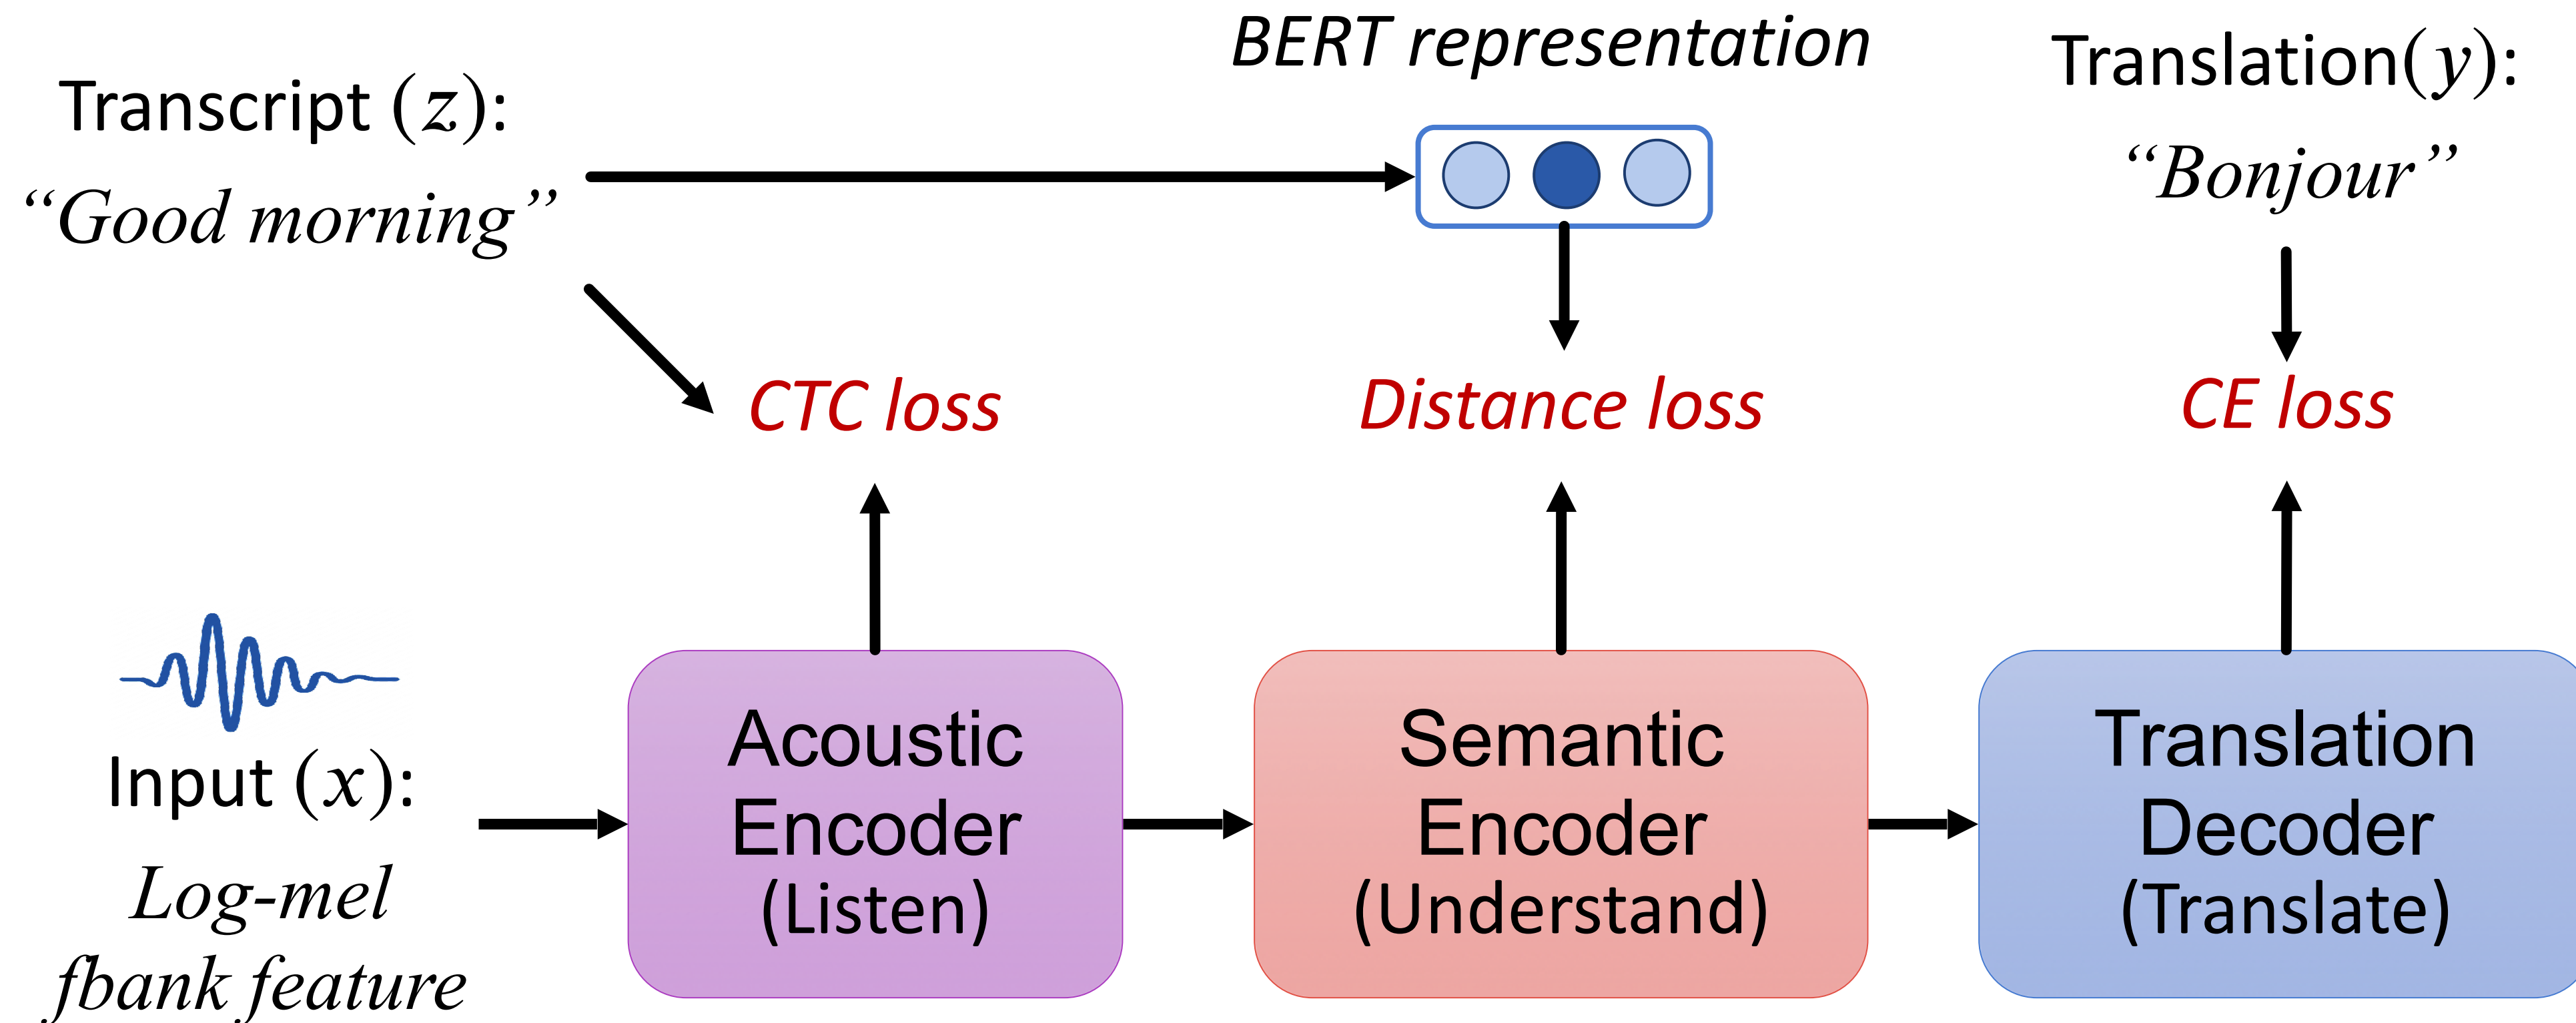 BERT representation
Transcript (z):
“Good morning”
Translation(y):
“Bonjour”
CTC loss
Distance loss
CE loss
Input (x):
Log-mel
fbank feature
Acoustic
Encoder
(Listen)
Semantic
Encoder
(Understand)
Translation
Decoder
(Translate)